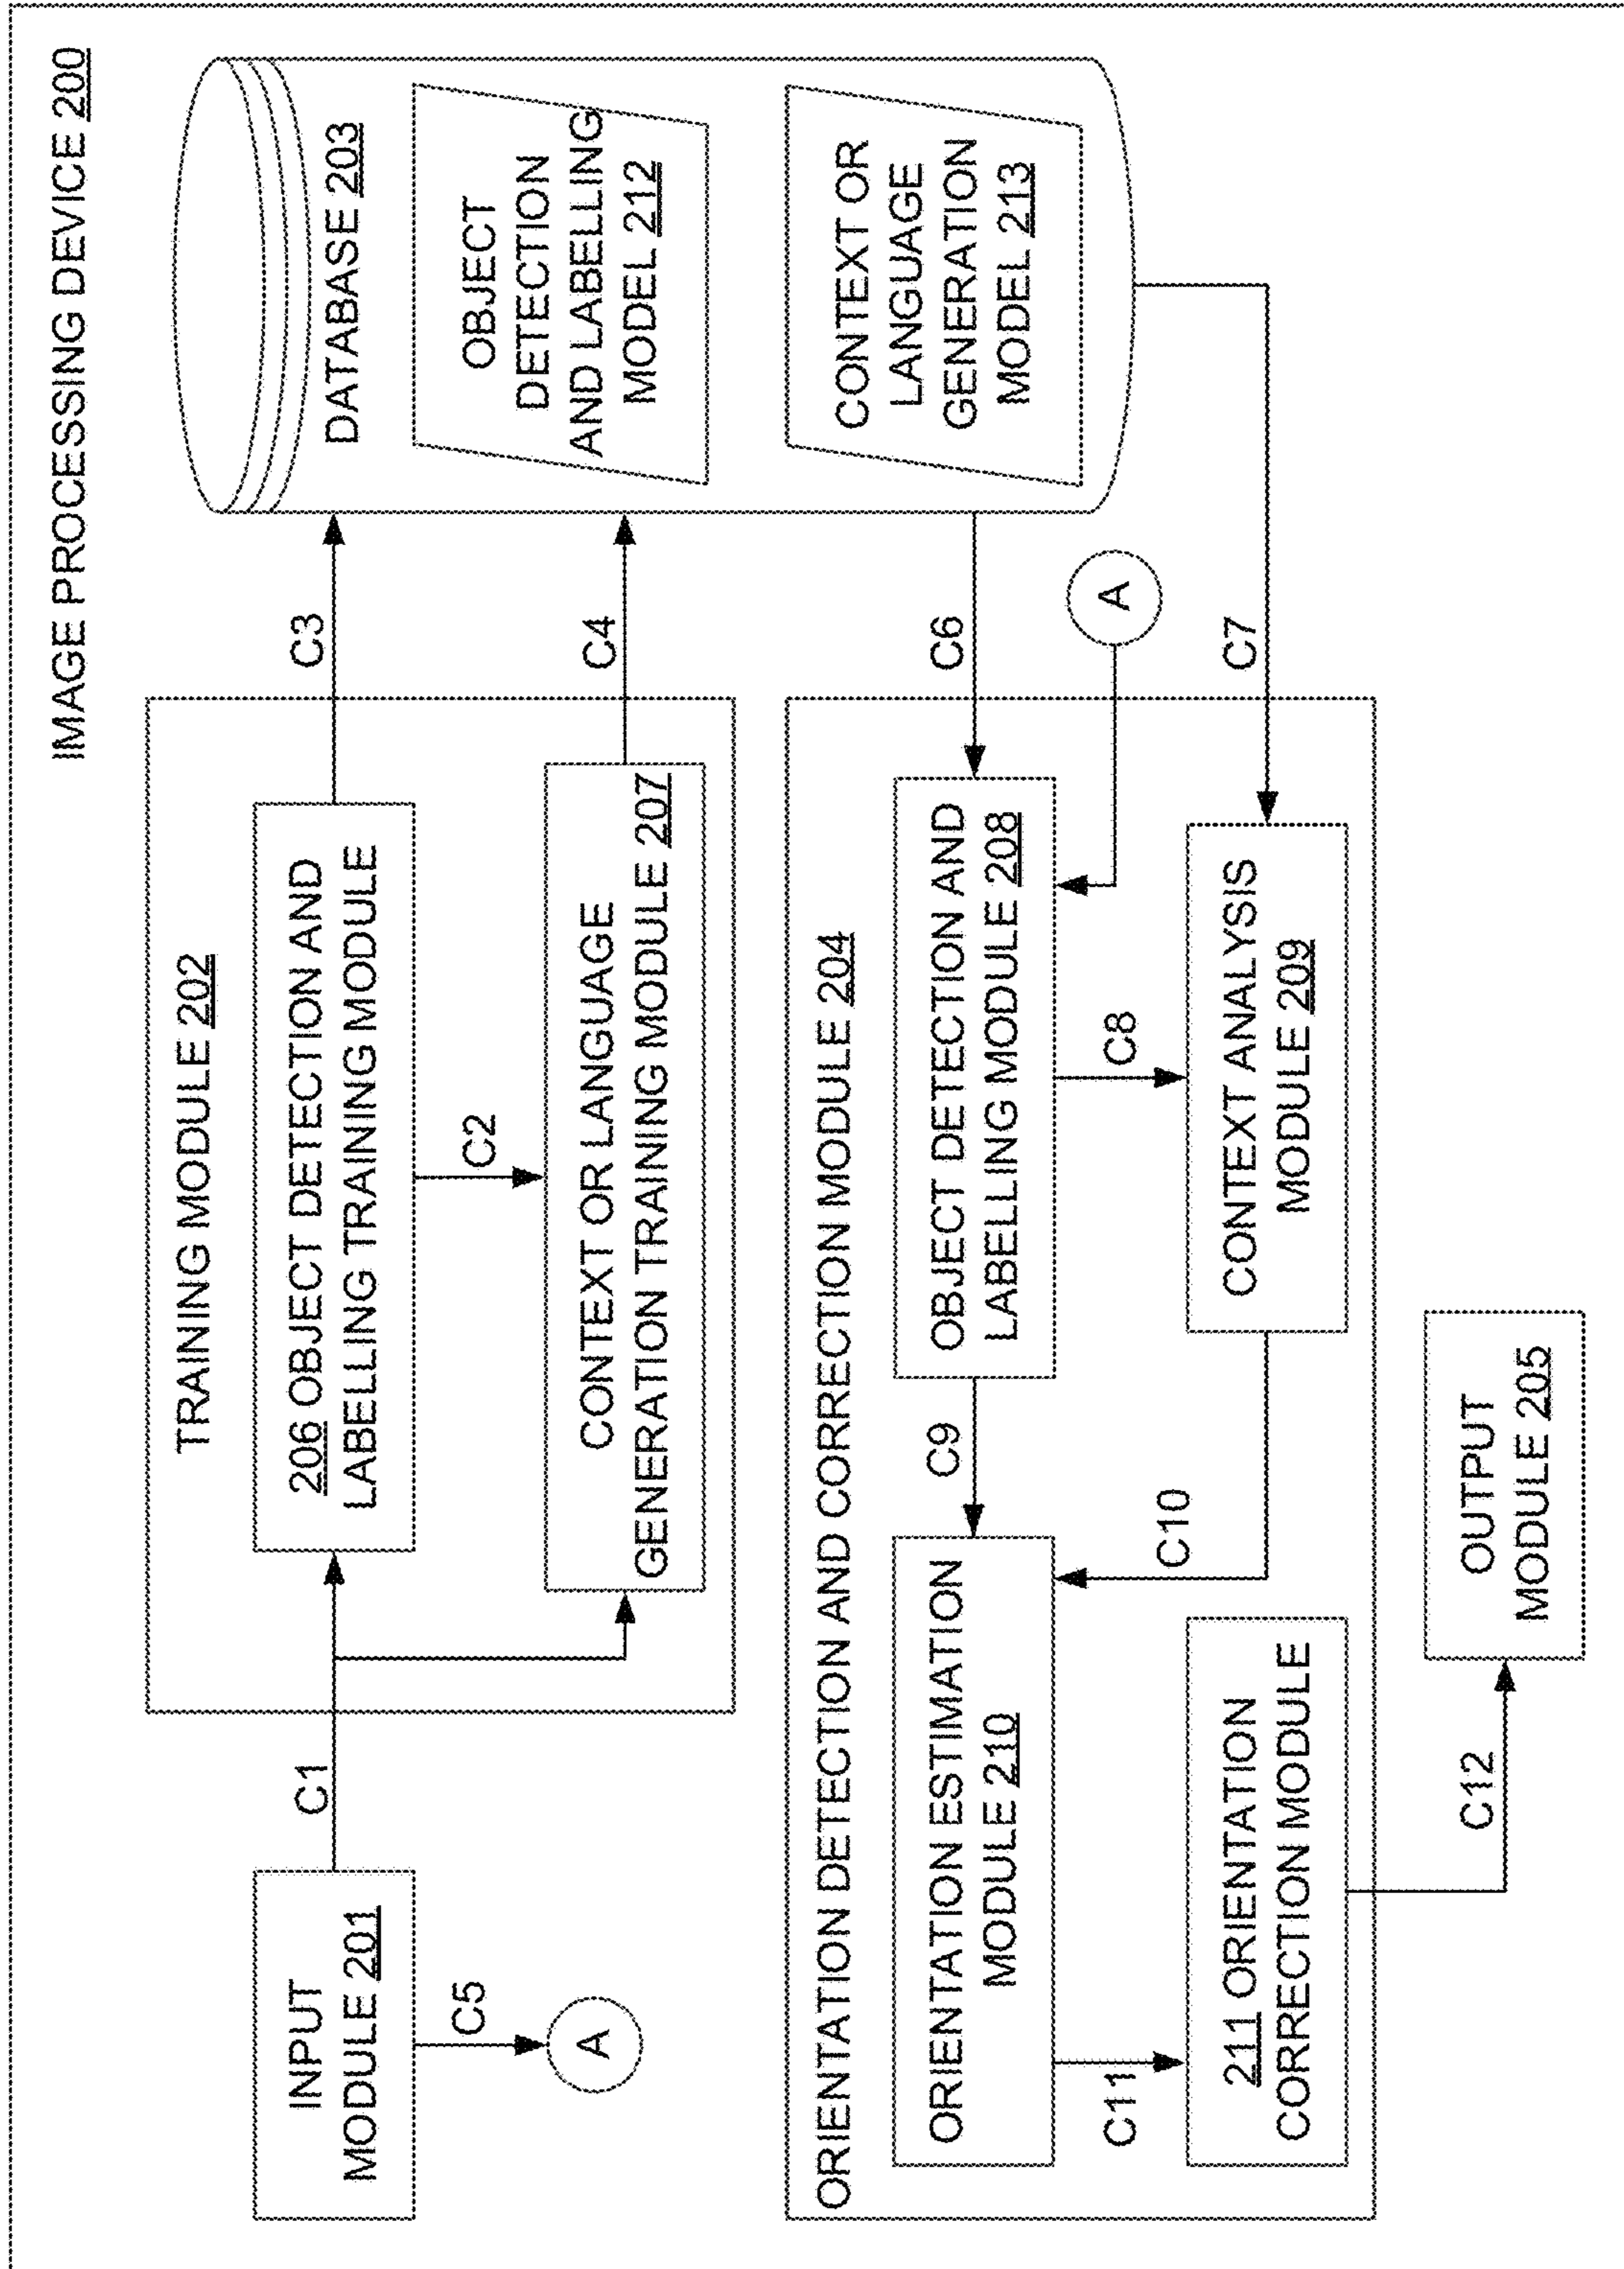 IMAGE PROCESSING DEVICE 200
INPUT
MODULE 201
C1
C5
A
TRAINING MODULE 202
206 OBJECT DETECTION AND
LABELLING TRAINING MODULE
C2
CONTEXT OR LANGUAGE
GENERATION TRAINING MODULE 207
C3
C4
DATABASE 203
OBJECT
DETECTION
AND LABELLING
MODEL 212
CONTEXT OR
LANGUAGE
GENERATION
MODEL 213
ORIENTATION DETECTION AND CORRECTION MODULE 204
ORIENTATION ESTIMATION
MODULE 210
C9
OBJECT DETECTION AND
LABELLING MODULE 208
C6
A
C7
C11
C10
C8
211 ORIENTATION
CORRECTION MODULE
CONTEXT ANALYSIS
MODULE 209
C12
OUTPUT
MODULE 205